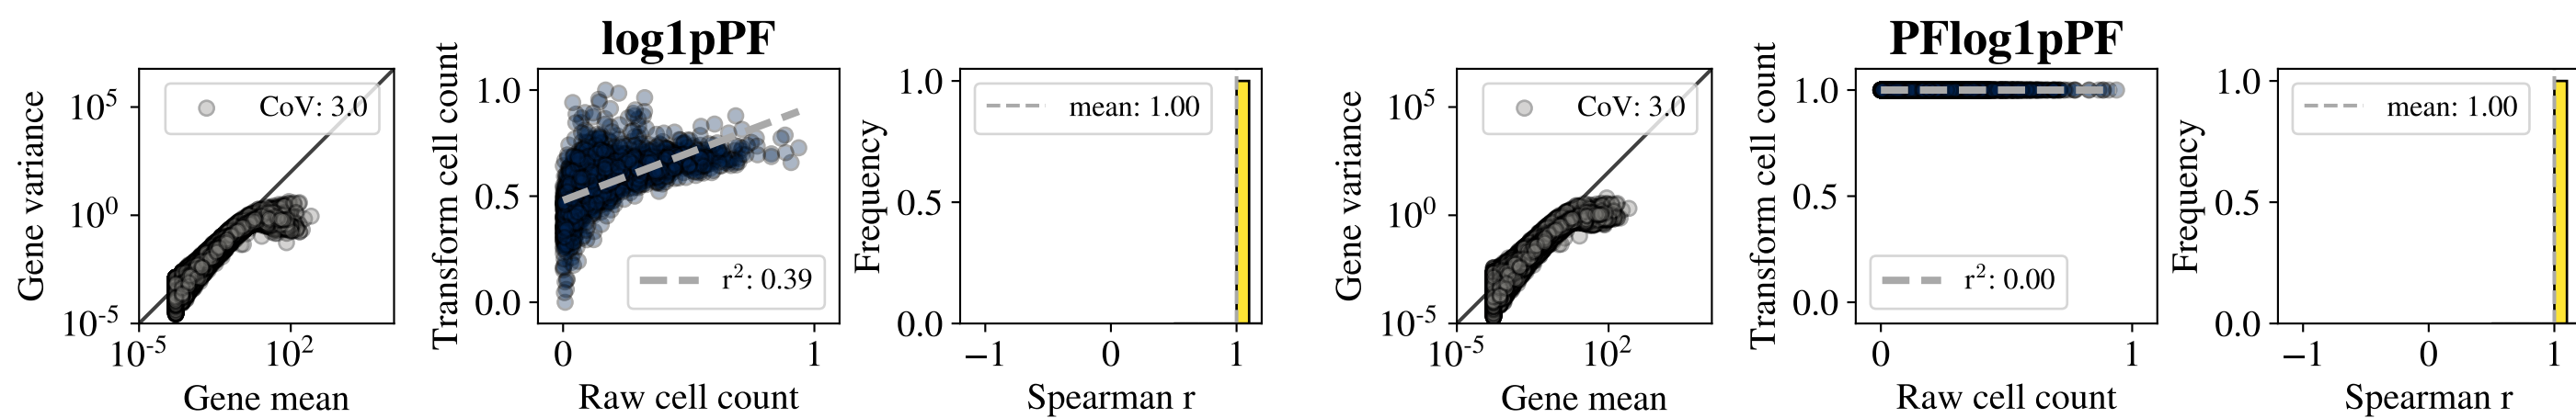 log1pPF
Gene variance
10^5
10^0
10^-5
CoV: 3.0
10^-5
10^2
Gene mean
Transform cell count
1.0
0.5
0.0
r^2: 0.39
0
1
Raw cell count
Frequency
1.0
0.5
0.0
mean: 1.00
−1
0
1
Spearman r
PFlog1pPF
Gene variance
10^5
10^0
10^-5
CoV: 3.0
10^-5
10^2
Gene mean
Transform cell count
1.0
0.5
0.0
r^2: 0.00
0
1
Raw cell count
Frequency
1.0
0.5
0.0
mean: 1.00
−1
0
1
Spearman r